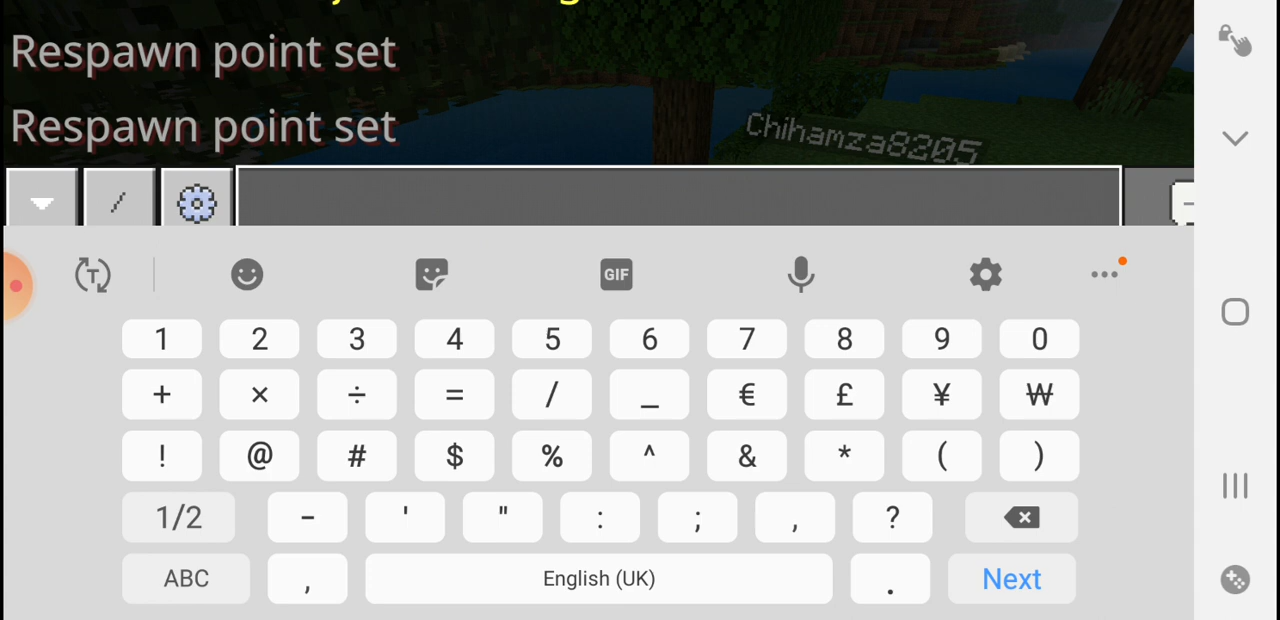 Respawn point set
Respawn point set
Chihamza8205
/
GIF
1 2 3 4 5 6 7 8 9 0
+ × ÷ = / _ € £ ¥ ₩
! @ # $ % ^ & * ( )
1/2 - ' " : ; , ?
ABC , English (UK) . Next